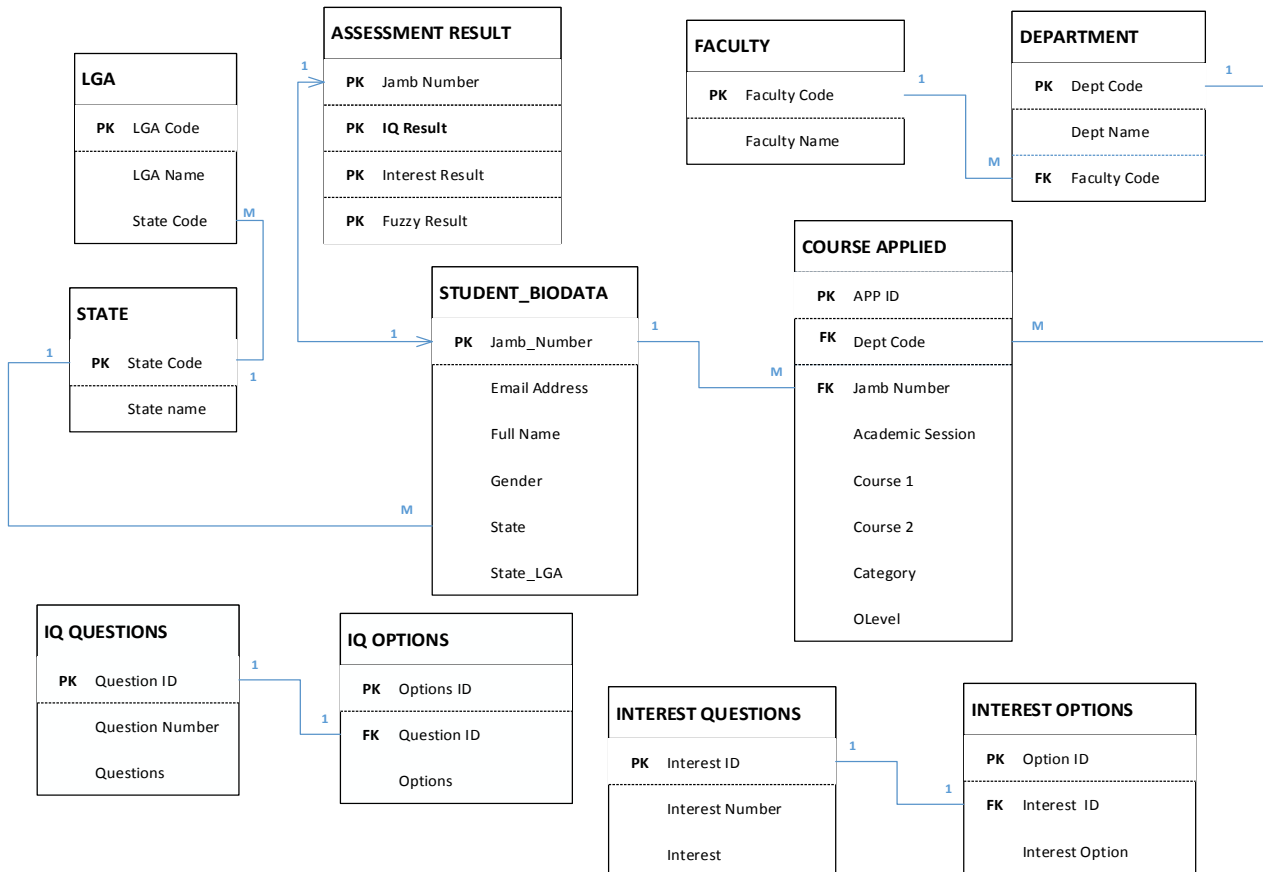 ASSESSMENT RESULT
PK Jamb Number
PK IQ Result
PK Interest Result
PK Fuzzy Result
1
FACULTY
PK Faculty Code
Faculty Name
1
M
DEPARTMENT
PK Dept Code
Dept Name
FK Faculty Code
1
LGA
PK LGA Code
LGA Name
State Code
M
STATE
PK State Code
State name
1
1
STUDENT_BIODATA
PK Jamb_Number
Email Address
Full Name
Gender
State
State_LGA
1
1
M
COURSE APPLIED
PK APP ID
FK Dept Code
FK Jamb Number
Academic Session
Course 1
Course 2
Category
OLevel
M
M
IQ QUESTIONS
PK Question ID
Question Number
Questions
1
1
IQ OPTIONS
PK Options ID
FK Question ID
Options
INTEREST QUESTIONS
PK Interest ID
Interest Number
Interest
1
1
INTEREST OPTIONS
PK Option ID
FK Interest ID
Interest Option